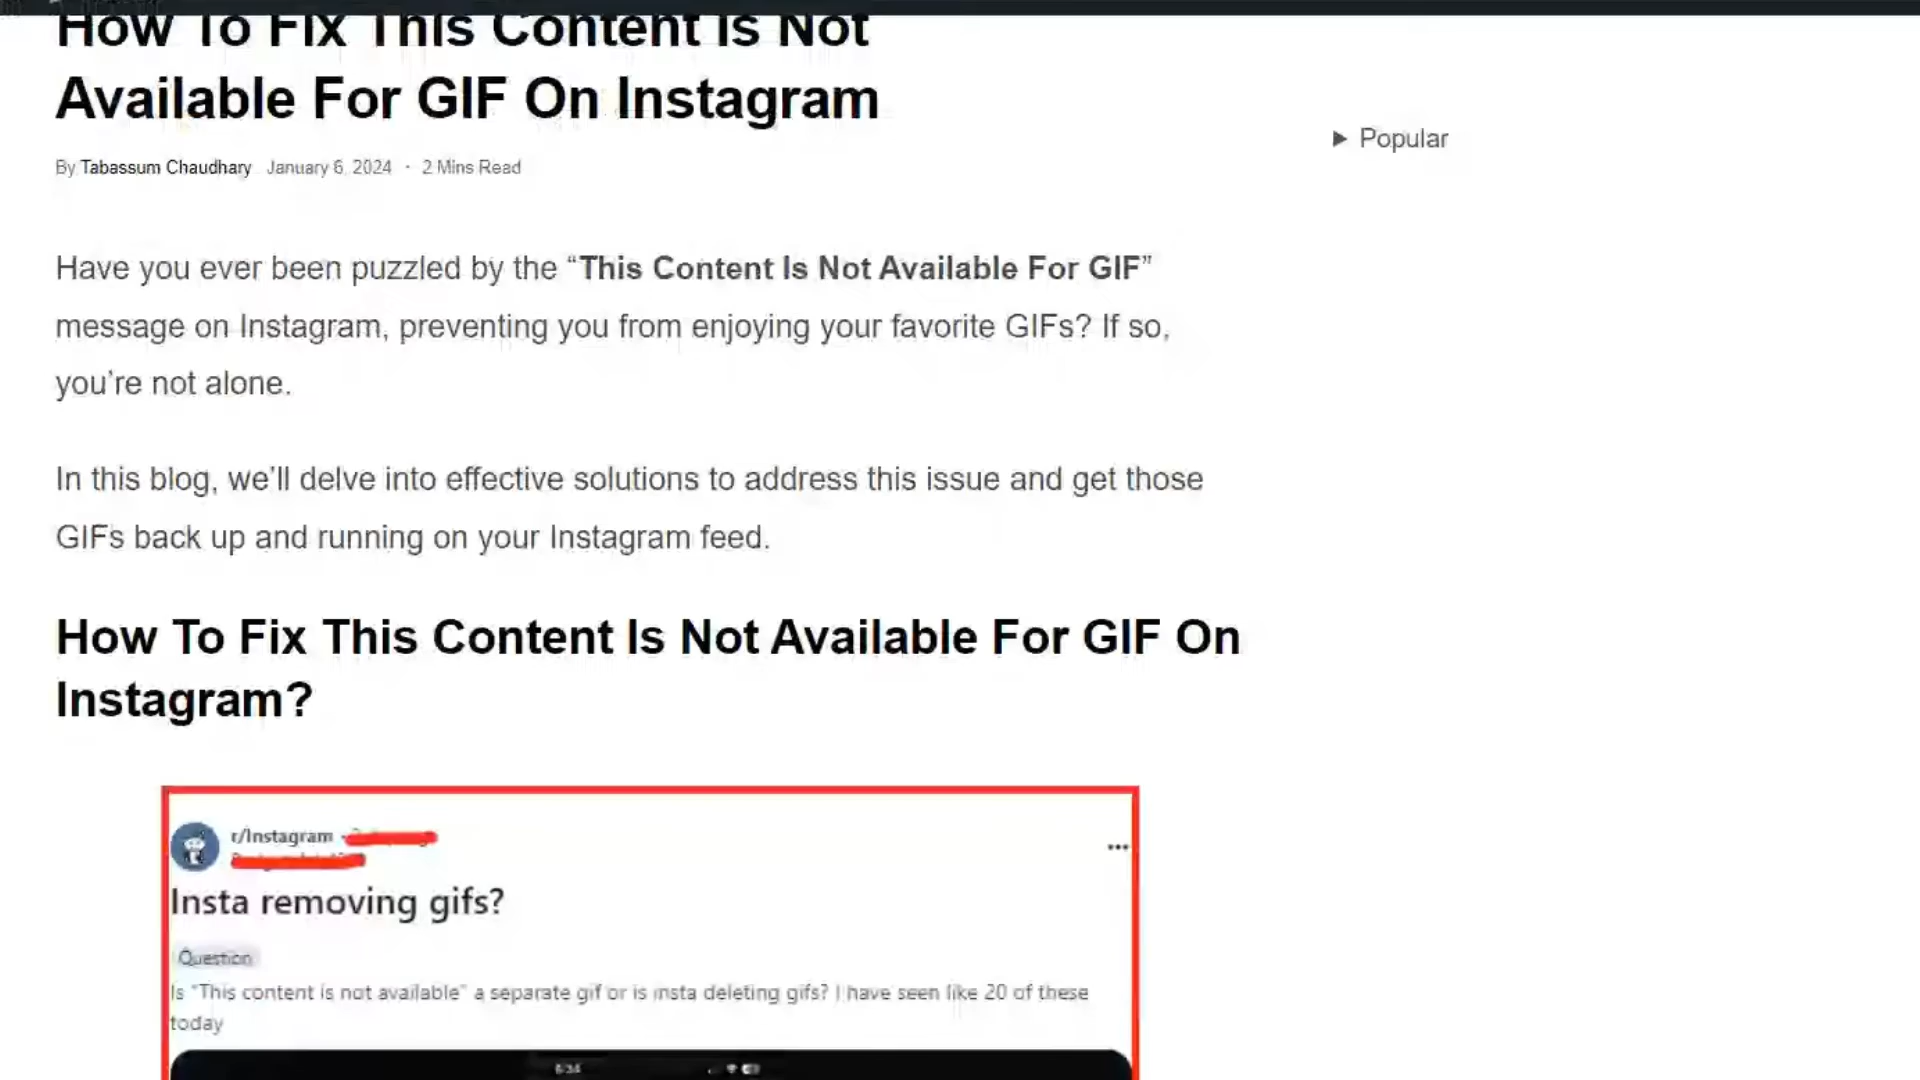 How To Fix This Content Is Not
Available For GIF On Instagram
By Tabassum Chaudhary January 6, 2024 · 2 Mins Read
▶ Popular
Have you ever been puzzled by the “This Content Is Not Available For GIF”
message on Instagram, preventing you from enjoying your favorite GIFs? If so,
you’re not alone.
In this blog, we’ll delve into effective solutions to address this issue and get those
GIFs back up and running on your Instagram feed.
How To Fix This Content Is Not Available For GIF On
Instagram?
r/Instagram
•••
Insta removing gifs?
Question
Is "This content is not available" a separate gif or is insta deleting gifs? I have seen like 20 of these
today